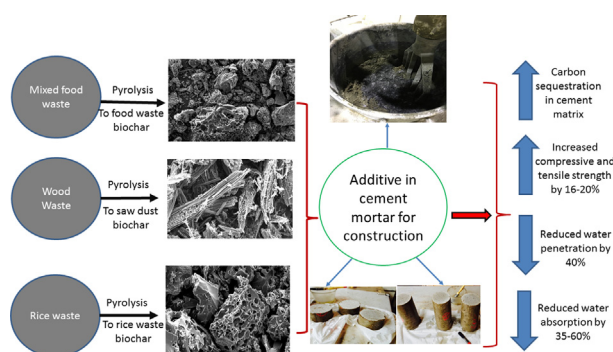 Mixed food
waste
Pyrolysis
To food waste
biochar
Wood
Waste
Pyrolysis
To saw dust
biochar
Rice waste
Pyrolysis
To rice waste
biochar
Additive in
cement
mortar for
construction
Carbon
sequestration
in cement
matrix
Increased
compressive and
tensile strength
by 16-20%
Reduced water
penetration by
40%
Reduced water
absorption by
35-60%